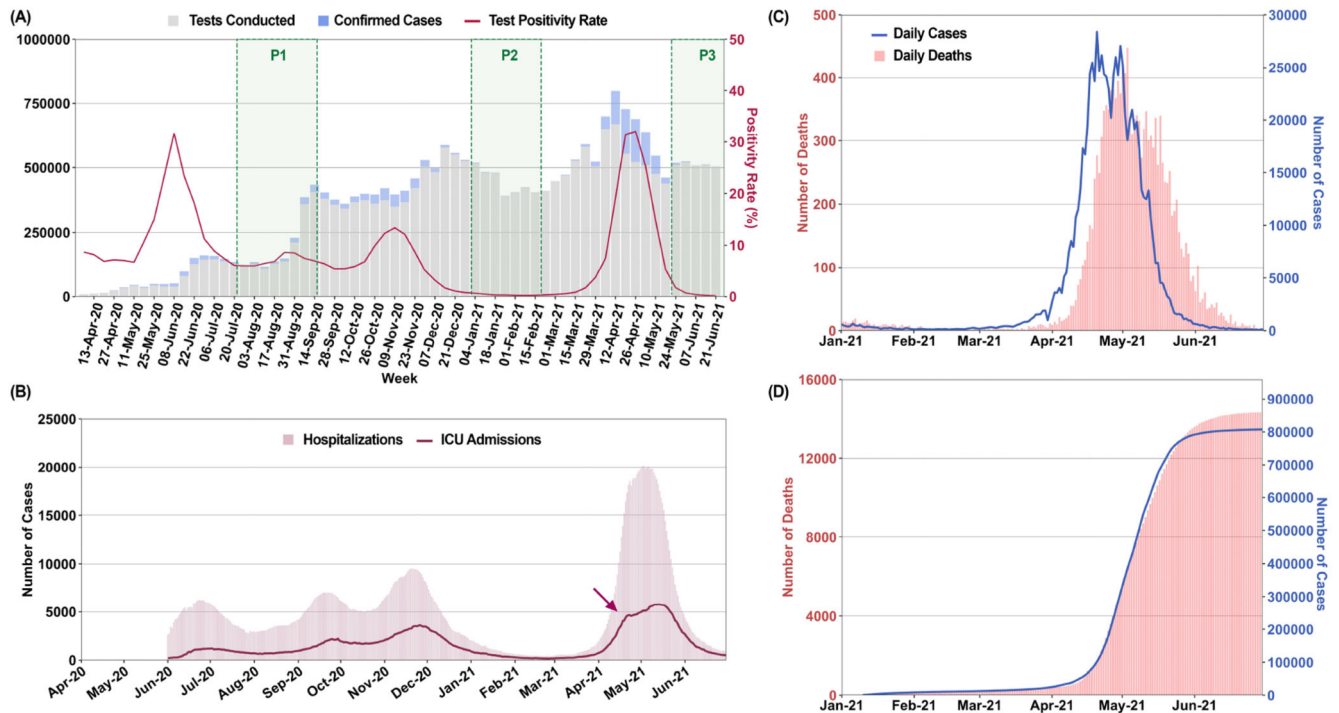 (A)
Tests Conducted Confirmed Cases Test Positivity Rate
1000000
750000
500000
250000
0
P1 P2 P3
50
40
30
20
10
0
Positivity Rate (%)
13-Apr-20
27-Apr-20
11-May-20
25-May-20
08-Jun-20
22-Jun-20
06-Jul-20
20-Jul-20
03-Aug-20
17-Aug-20
31-Aug-20
14-Sep-20
28-Sep-20
12-Oct-20
26-Oct-20
09-Nov-20
23-Nov-20
07-Dec-20
21-Dec-20
04-Jan-21
18-Jan-21
01-Feb-21
15-Feb-21
01-Mar-21
15-Mar-21
29-Mar-21
12-Apr-21
26-Apr-21
10-May-21
24-May-21
07-Jun-21
21-Jun-21
Week
(B)
Hospitalizations ICU Admissions
Number of Cases
25000
20000
15000
10000
5000
0
Apr-20
May-20
Jun-20
Jul-20
Aug-20
Sep-20
Oct-20
Nov-20
Dec-20
Jan-21
Feb-21
Mar-21
Apr-21
May-21
Jun-21
(C)
Daily Cases
Daily Deaths
Number of Deaths
500
400
300
200
100
0
30000
25000
20000
15000
10000
5000
0
Number of Cases
Jan-21 Feb-21 Mar-21 Apr-21 May-21 Jun-21
(D)
Number of Deaths
16000
12000
8000
4000
0
900000
800000
700000
600000
500000
400000
300000
200000
100000
0
Number of Cases
Jan-21 Feb-21 Mar-21 Apr-21 May-21 Jun-21